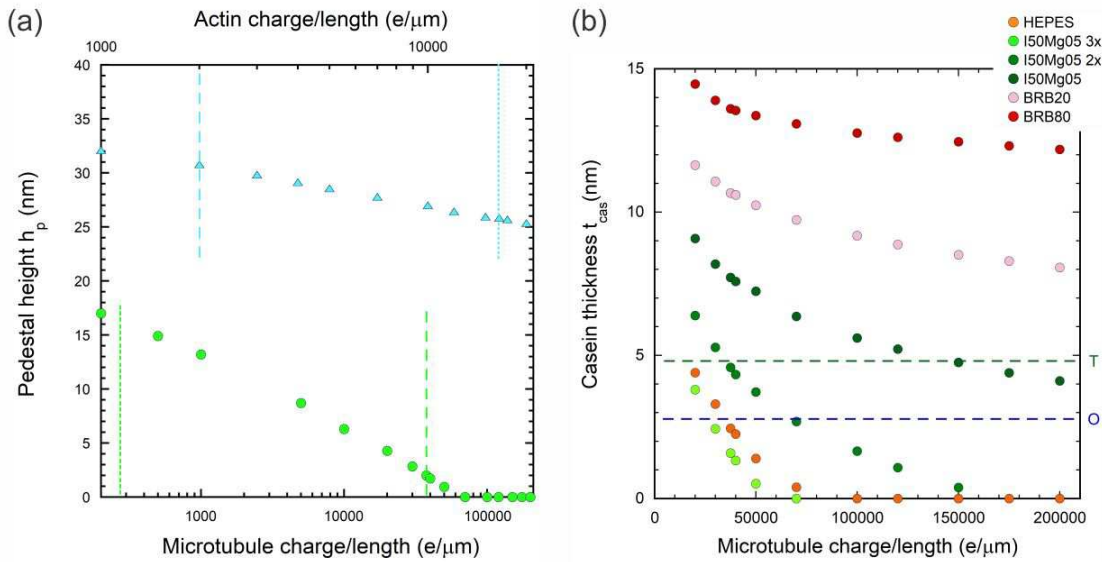 (a)
Actin charge/length (e/μm)
1000
10000
40
35
30
25
20
15
10
5
0
Pedestal height h_p (nm)
1000
10000
100000
Microtubule charge/length (e/μm)
(b)
HEPES
I50Mg05 3x
I50Mg05 2x
I50Mg05
BRB20
BRB80
15
10
5
0
Casein thickness t_cas(nm)
T
O
0
50000
100000
150000
200000
Microtubule charge/length (e/μm)